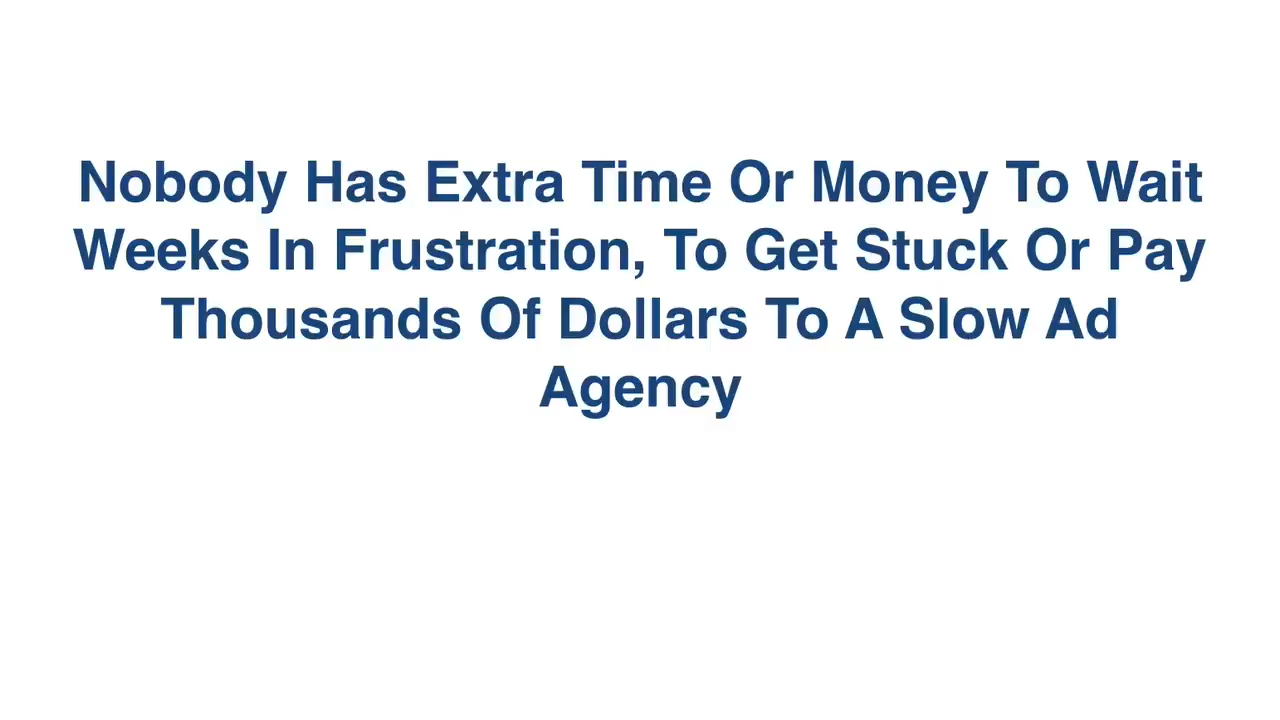 Nobody Has Extra Time Or Money To Wait
Weeks In Frustration, To Get Stuck Or Pay
Thousands Of Dollars To A Slow Ad
Agency